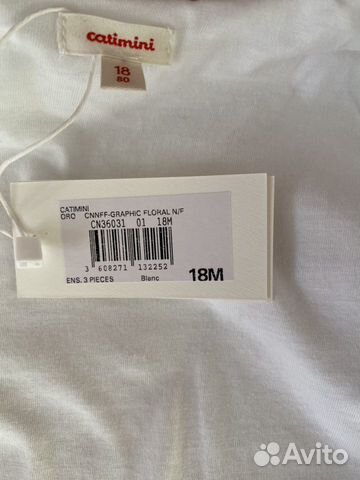 catimini
18
80
CATIMINI
ORO CNNFF-GRAPHIC FLORAL N/F
CN36031 01 18M
3 608271 132252
ENS. 3 PIECES Blanc 18M
Avito